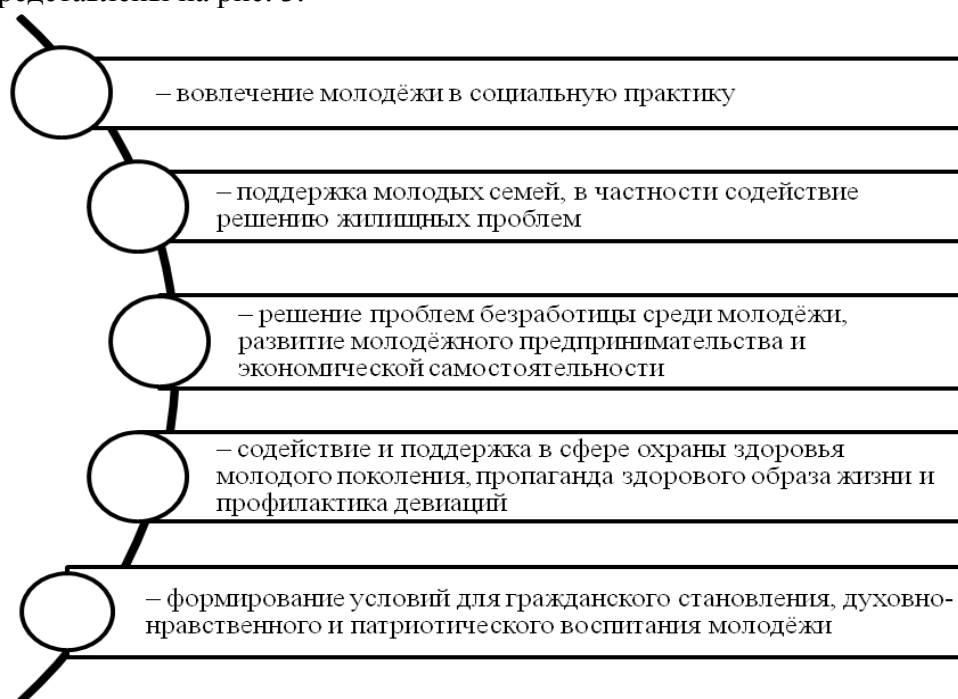 представлены на рис. 3.
– вовлечение молодёжи в социальную практику
– поддержка молодых семей, в частности содействие
решению жилищных проблем
– решение проблем безработицы среди молодёжи,
развитие молодёжного предпринимательства и
экономической самостоятельности
– содействие и поддержка в сфере охраны здоровья
молодого поколения, пропаганда здорового образа жизни и
профилактика девиаций
– формирование условий для гражданского становления, духовно-
нравственного и патриотического воспитания молодёжи